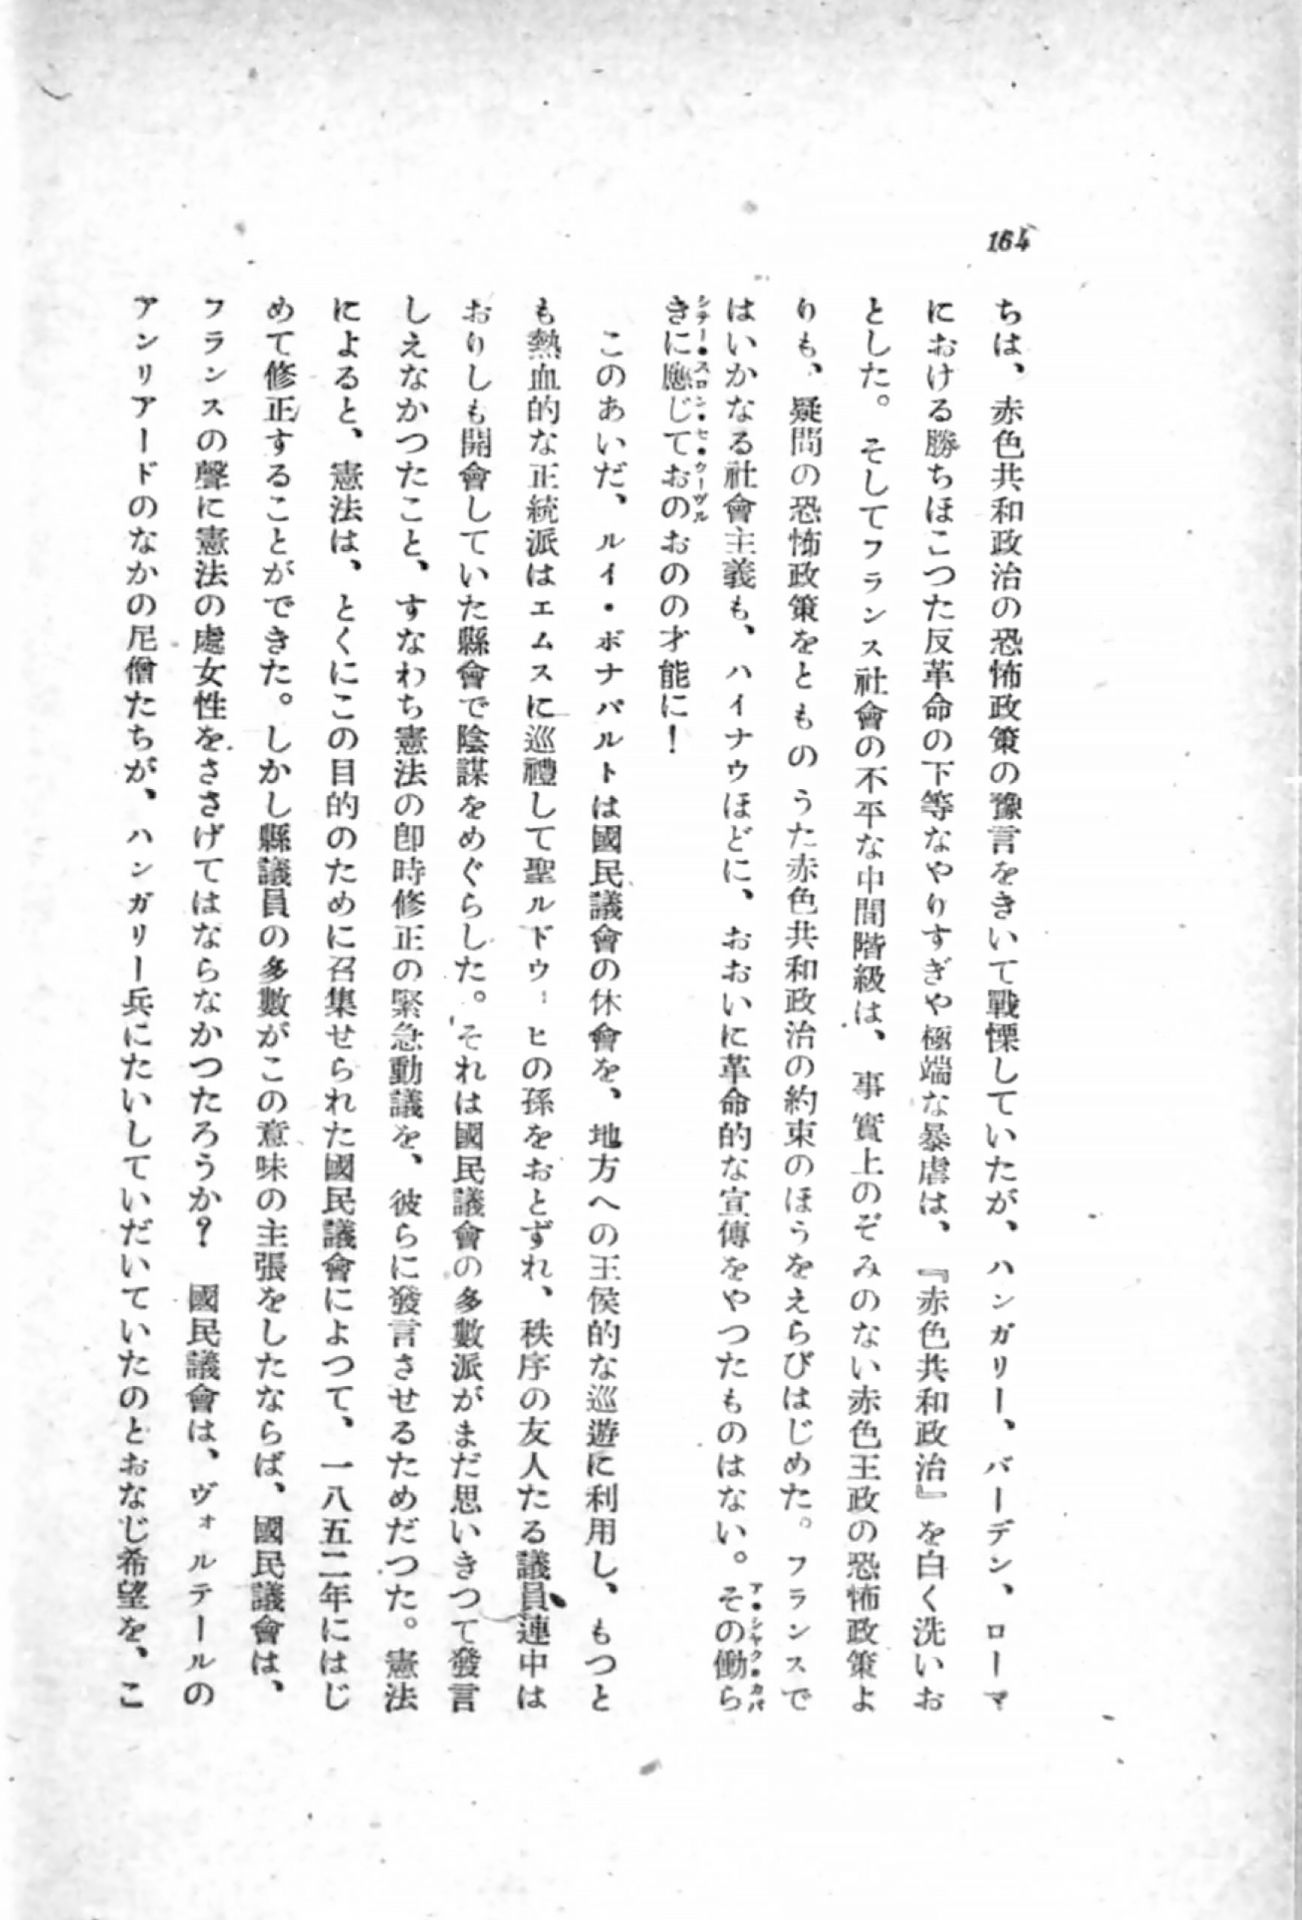 164
ちは、赤色共和政治の恐怖政策の豫言をきいて戰慄していたが、ハンガリー、バーデン、ローマ
における勝ちほこつた反革命の下等なやりすぎや極端な暴虐は、『赤色共和政治』を白く洗いお
とした。そしてフランス社會の不平な中間階級は、事實上のぞみのない赤色王政の恐怖政策よ
りも、疑問の恐怖政策をとものうた赤色共和政治の約束のほうをえらびはじめた。フランスで
はいかなる社會主義も、ハイナウほどに、おおいに革命的な宣傳をやつたものはない。その働ら
ア・シャク・カパ
きに應じておのおのの才能に!
シテー・スロン・セ・ウーヴル
このあいだ、ルイ・ボナパルトは國民議會の休會を、地方への王侯的な巡遊に利用し、もつと
も熱血的な正統派はエムスに巡禮して聖ルドウーヒの孫をおとずれ、秩序の友人たる議員連中は
おりしも開會していた縣會で陰謀をめぐらした。それは國民議會の多數派がまだ思いきつて發言
しえなかつたこと、すなわち憲法の卽時修正の緊急動議を、彼らに發言させるためだつた。憲法
によると、憲法は、とくにこの目的のために召集せられた國民議會によつて、一八五二年にはじ
めて修正することができた。しかし縣議員の多數がこの意味の主張をしたならば、國民議會は、
フランスの聲に憲法の處女性をささげてはならなかつたろうか? 國民議會は、ヴォルテールの
アンリアードのなかの尼僧たちが、ハンガリー兵にたいしていだいていたのとおなじ希望を、こ